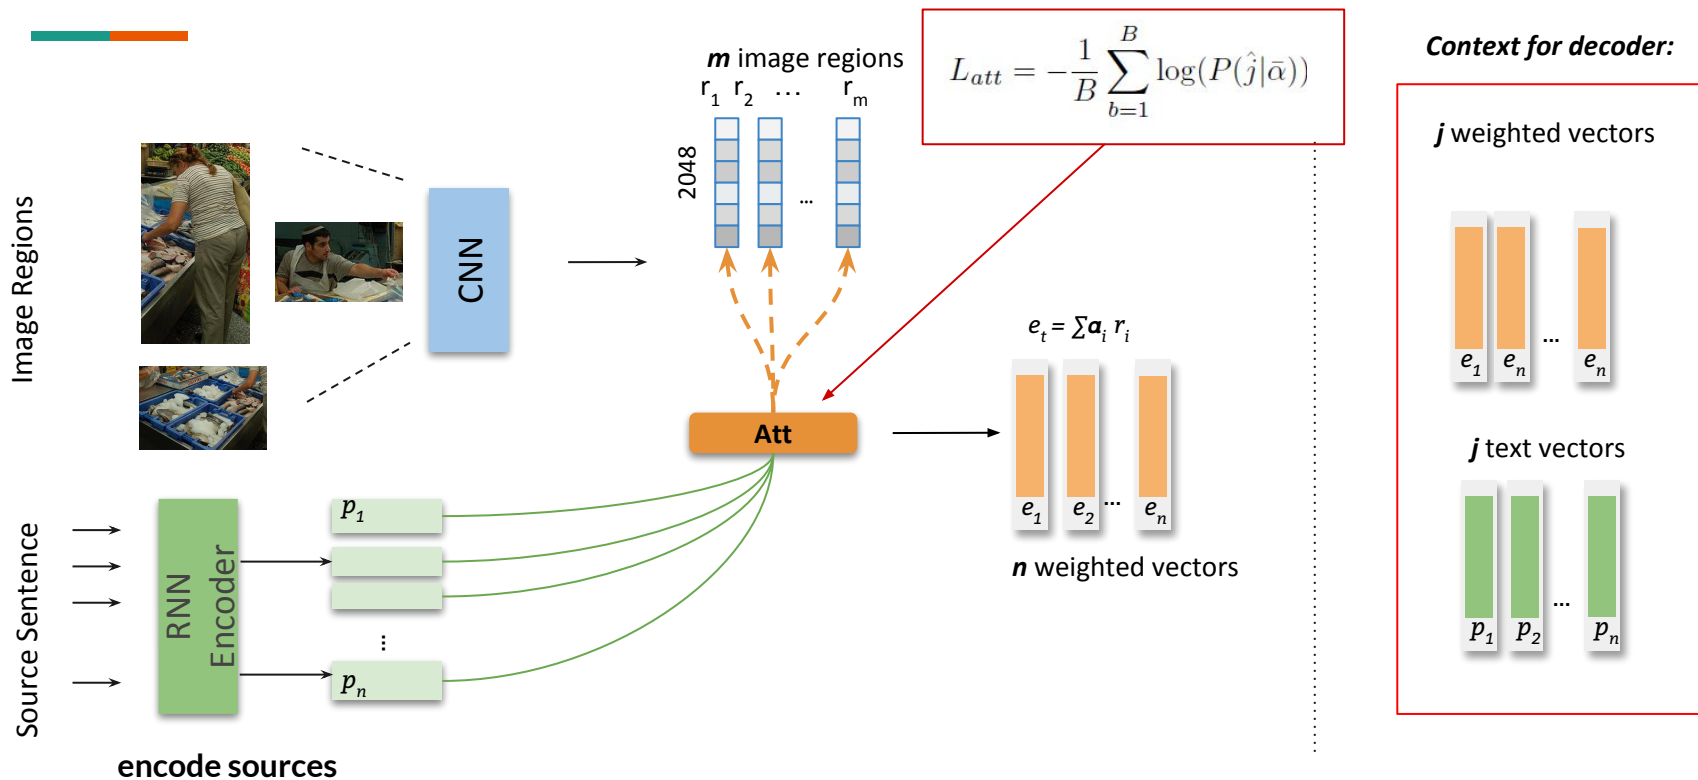 m image regions
r1 r2 ... rm
2048
...
Image Regions
CNN
L_att = -1/B ∑_{b=1}^{B} log(P(ĵ|ᾱ))
Att
et = ∑ai ri
e1 e2 ... en
n weighted vectors
Source Sentence
RNN
Encoder
p1
...
pn
encode sources
Context for decoder:
j weighted vectors
e1 en ... en
j text vectors
p1 p2 ... pn